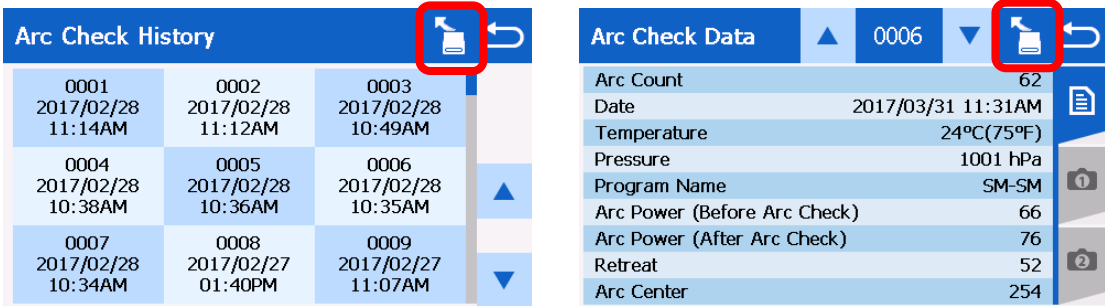 Arc Check History
0001 0002 0003
2017/02/28 2017/02/28 2017/02/28
11:14AM 11:12AM 10:49AM
0004 0005 0006
2017/02/28 2017/02/28 2017/02/28
10:38AM 10:36AM 10:35AM
0007 0008 0009
2017/02/28 2017/02/27 2017/02/27
10:34AM 01:40PM 11:07AM
Arc Check Data 0006
Arc Count 62
Date 2017/03/31 11:31AM
Temperature 24ºC(75ºF)
Pressure 1001 hPa
Program Name SM-SM
Arc Power (Before Arc Check) 66
Arc Power (After Arc Check) 76
Retreat 52
Arc Center 254
1
2